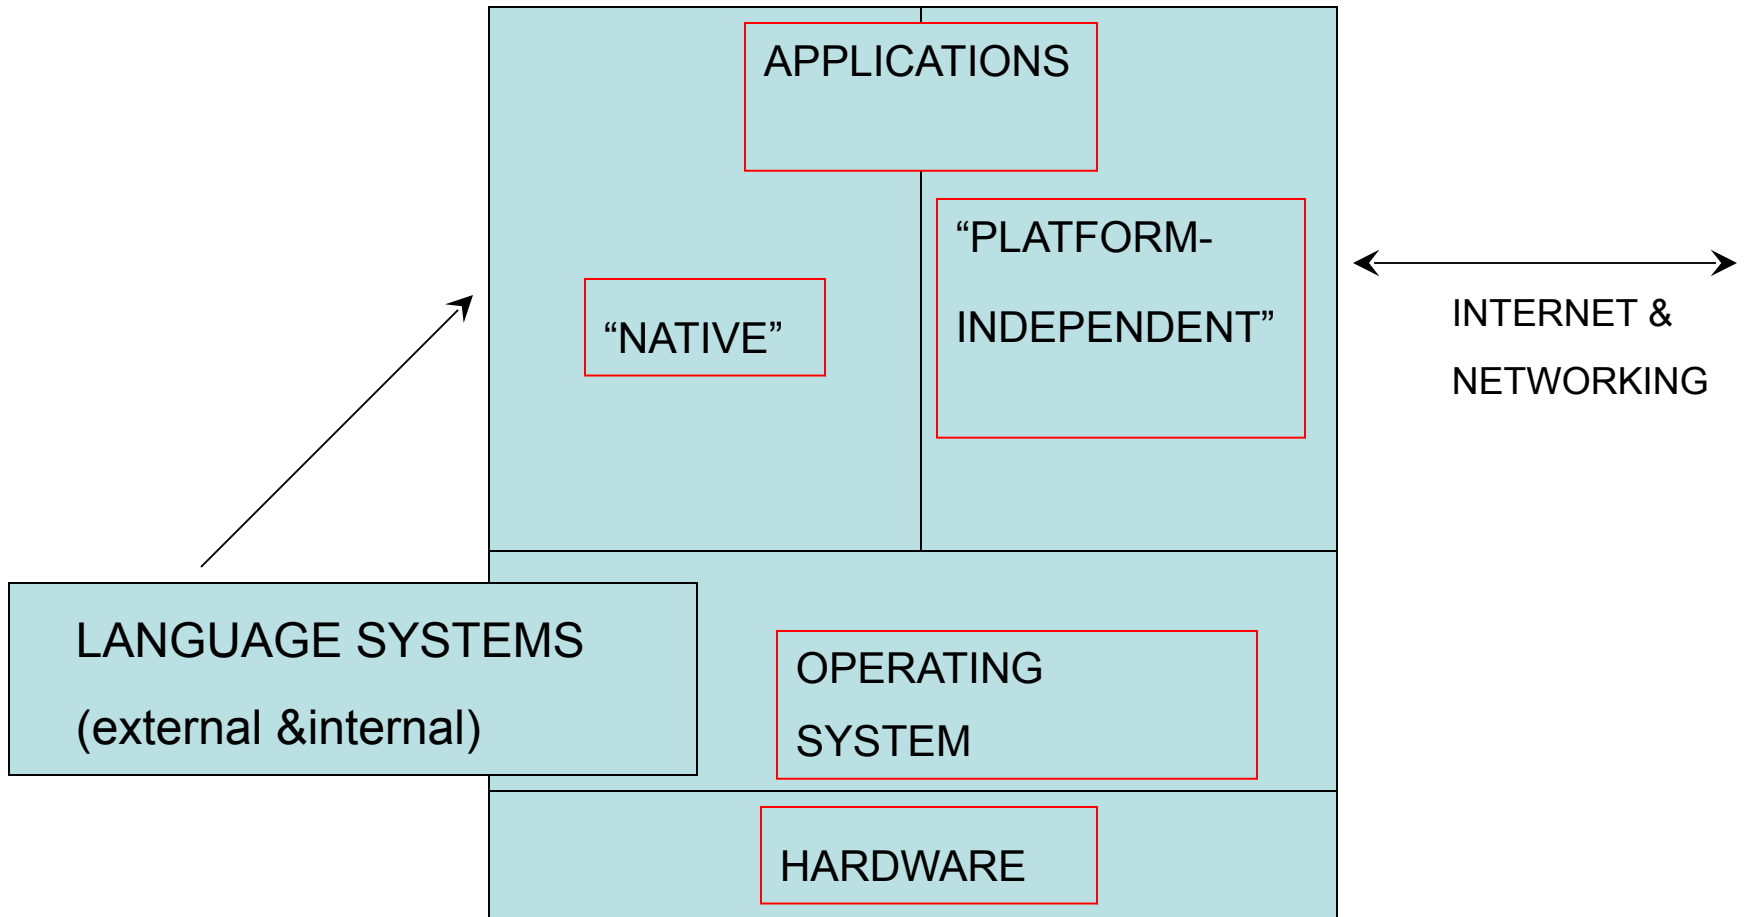 APPLICATIONS
“PLATFORM-
INDEPENDENT”
“NATIVE”
INTERNET &
NETWORKING
LANGUAGE SYSTEMS
(external &internal)
OPERATING
SYSTEM
HARDWARE